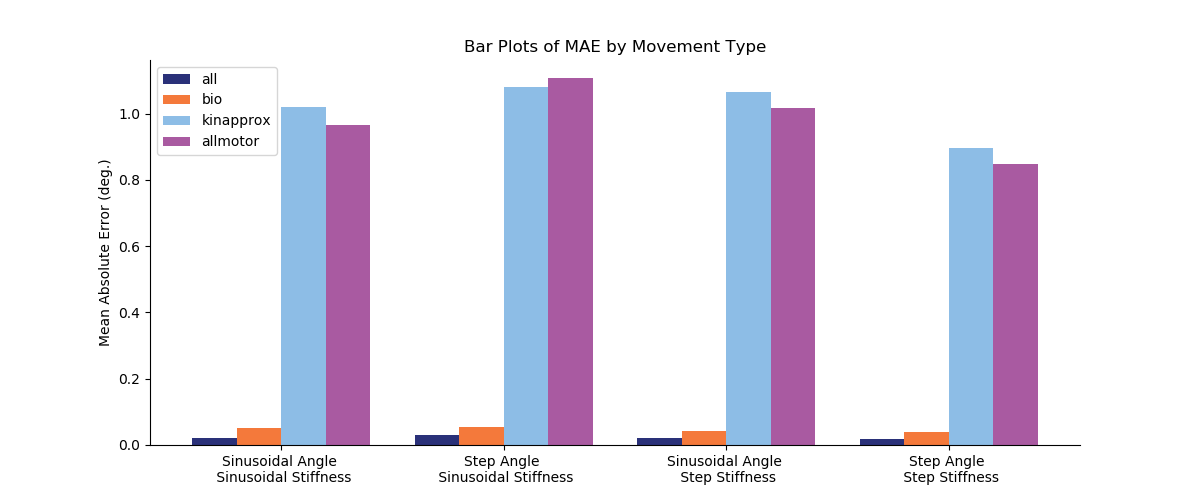 Bar Plots of MAE by Movement Type
all
bio
kinapprox
allmotor
Mean Absolute Error (deg.)
1.0
0.8
0.6
0.4
0.2
0.0
Sinusoidal Angle
Sinusoidal Stiffness
Step Angle
Sinusoidal Stiffness
Sinusoidal Angle
Step Stiffness
Step Angle
Step Stiffness